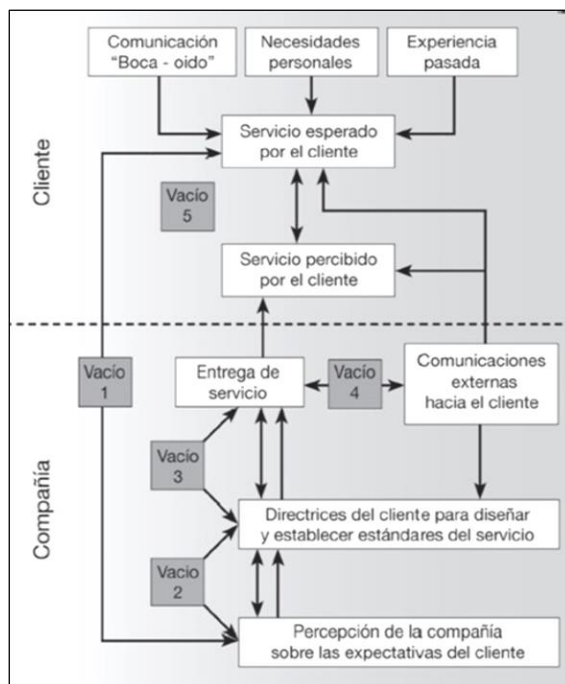 Comunicación
"Boca - oido"
Necesidades
personales
Experiencia
pasada
Servicio esperado
por el cliente
Cliente
Vacío
5
Servicio percibido
por el cliente
Vacío
1
Entrega de
servicio
Vacío
4
Comunicaciones
externas
hacia el cliente
Compañía
Vacío
3
Directrices del cliente para diseñar
y establecer estándares del servicio
Vacío
2
Percepción de la compañía
sobre las expectativas del cliente